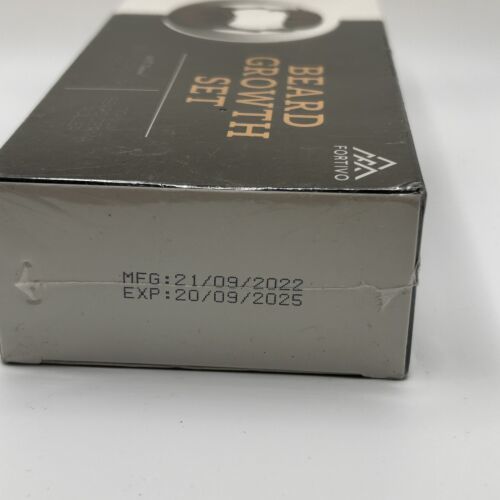 BEARD
GROWTH
SET
FORTIVO
MFG:21/09/2022
EXP:20/09/2025